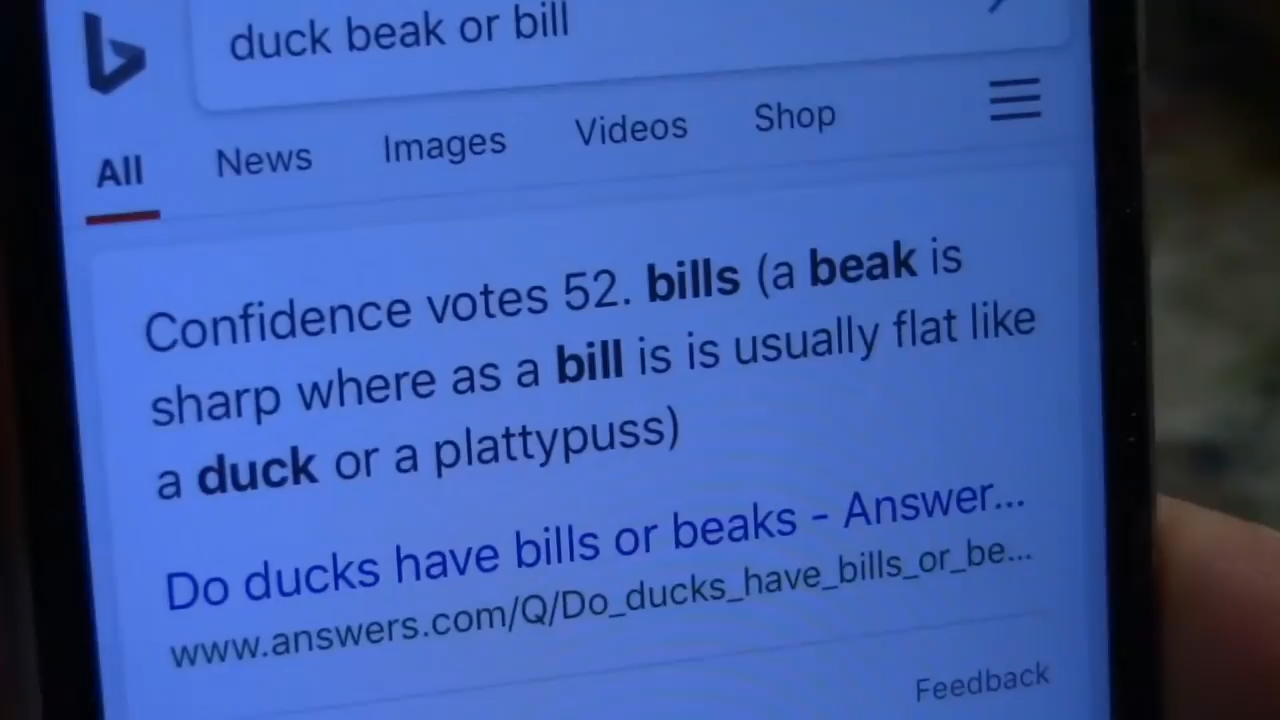 duck beak or bill
All News Images Videos Shop
Confidence votes 52. bills (a beak is
sharp where as a bill is is usually flat like
a duck or a plattypuss)
Do ducks have bills or beaks - Answer...
www.answers.com/Q/Do_ducks_have_bills_or_be...
Feedback